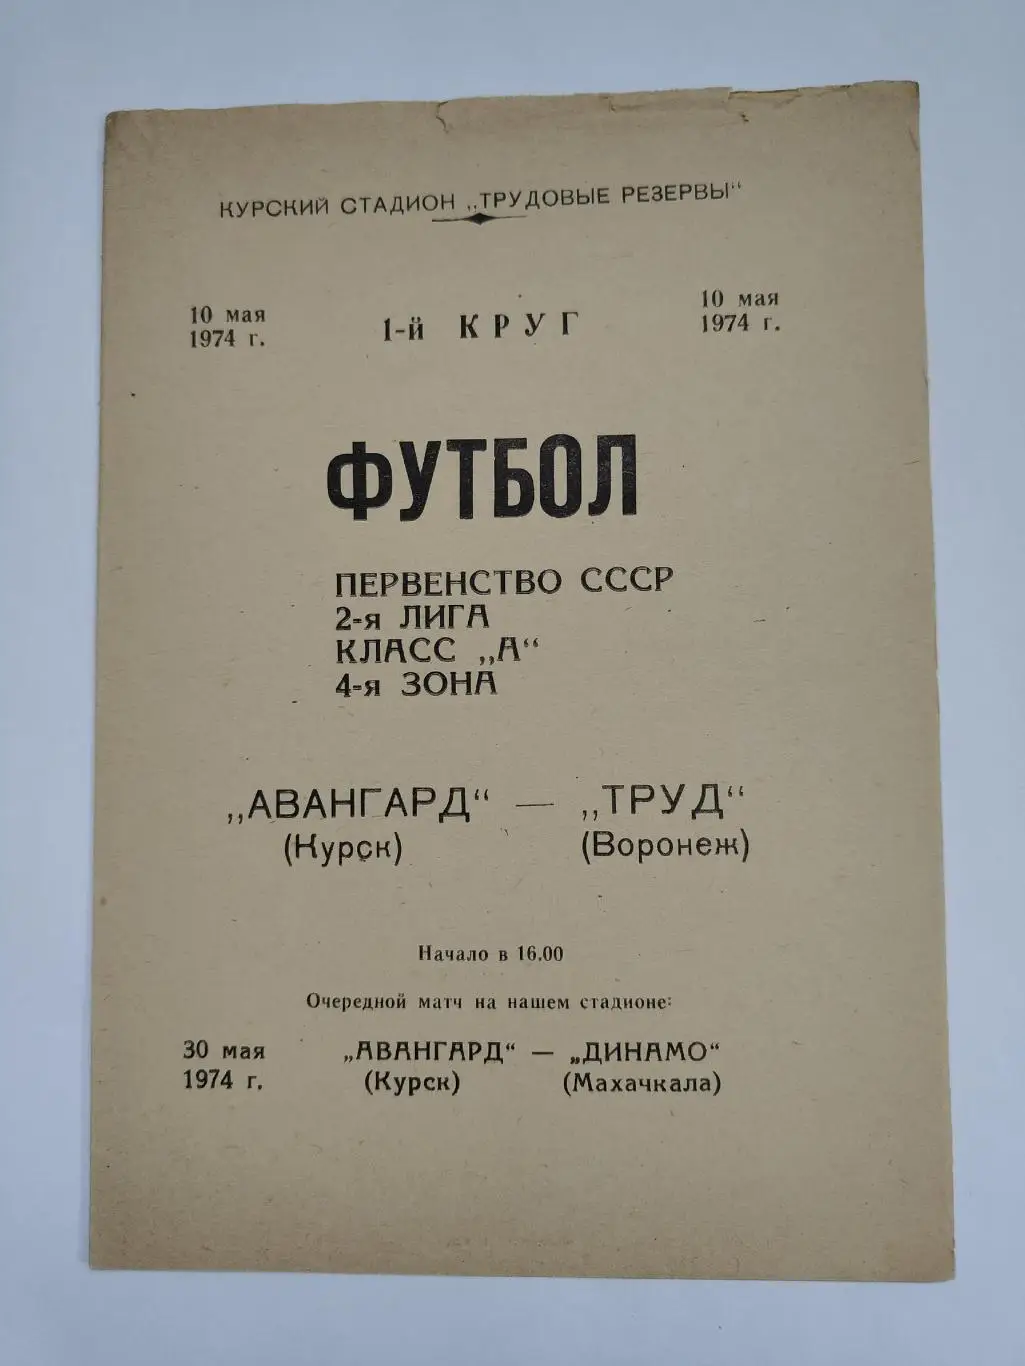 КУРСКИЙ СТАДИОН „ТРУДОВЫЕ РЕЗЕРВЫ“
10 мая
1974 г.
1-й КРУГ
10 мая
1974 г.
ФУТБОЛ
ПЕРВЕНСТВО СССР
2-я ЛИГА
КЛАСС „А“
4-я ЗОНА
„АВАНГАРД“ — „ТРУД“
(Курск) (Воронеж)
Начало в 16.00
Очередной матч на нашем стадионе:
30 мая „АВАНГАРД“ — „ДИНАМО“
1974 г. (Курск) (Махачкала)